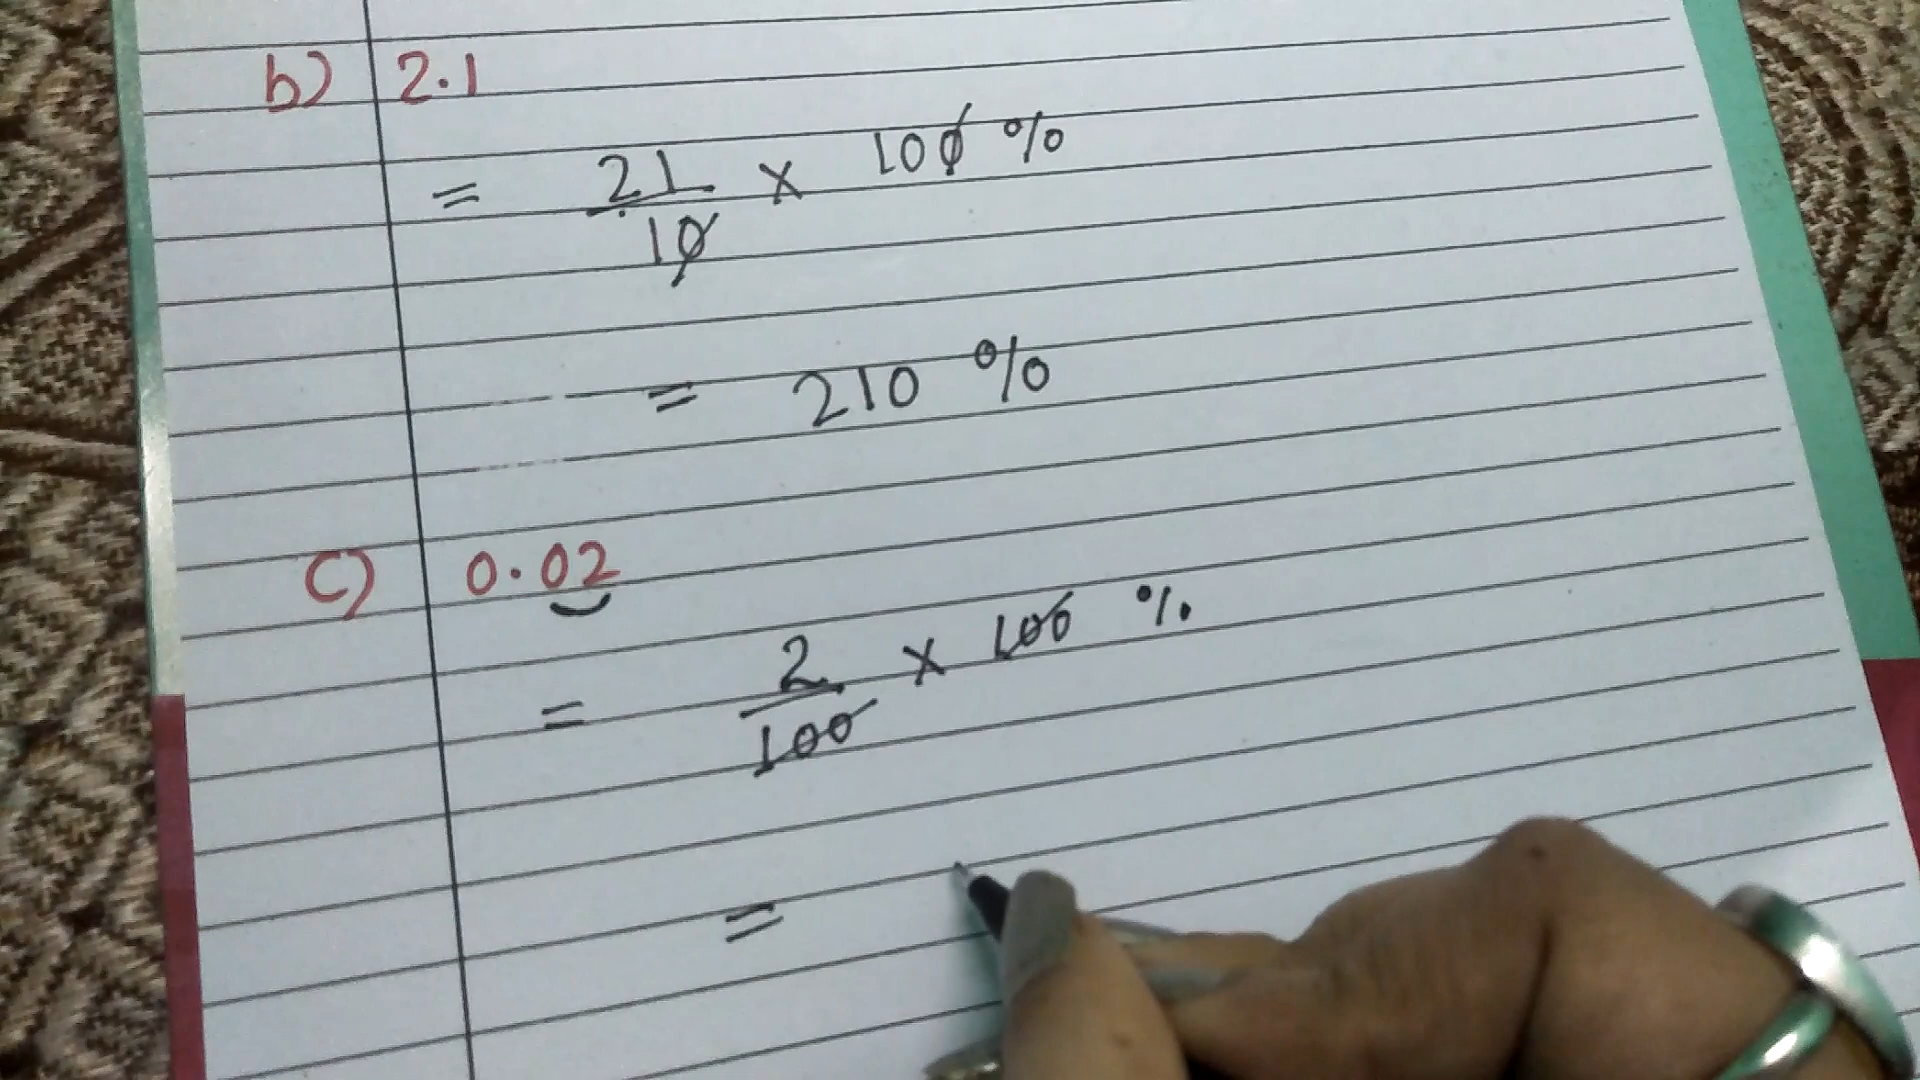 b) 2.1
= 21/10 × 100 %
= 210 %
c) 0.02
= 2/100 × 100 %
=